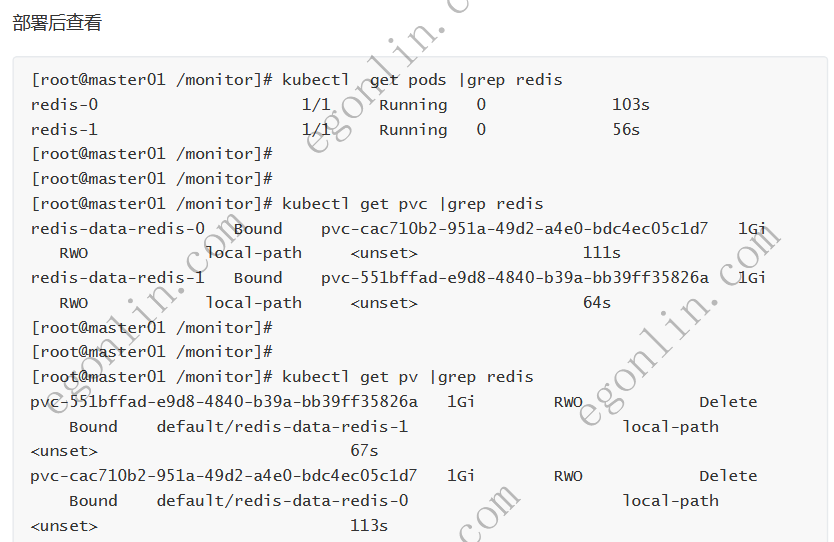 部署后查看
[root@master01 /monitor]# kubectl  get pods |grep redis
redis-0                     1/1     Running   0             103s
redis-1                     1/1     Running   0             56s
[root@master01 /monitor]#
[root@master01 /monitor]#
[root@master01 /monitor]# kubectl get pvc |grep redis
redis-data-redis-0   Bound    pvc-cac710b2-951a-49d2-a4e0-bdc4ec05c1d7   1Gi
   RWO            local-path     <unset>                 111s
redis-data-redis-1   Bound    pvc-551bffad-e9d8-4840-b39a-bb39ff35826a   1Gi
   RWO            local-path     <unset>                 64s
[root@master01 /monitor]#
[root@master01 /monitor]#
[root@master01 /monitor]# kubectl get pv |grep redis
pvc-551bffad-e9d8-4840-b39a-bb39ff35826a   1Gi        RWO            Delete
    Bound    default/redis-data-redis-1                      local-path
<unset>                          67s
pvc-cac710b2-951a-49d2-a4e0-bdc4ec05c1d7   1Gi        RWO            Delete
    Bound    default/redis-data-redis-0                      local-path
<unset>                          113s
egonlin.co
egonlin.com
egonlin.com
com